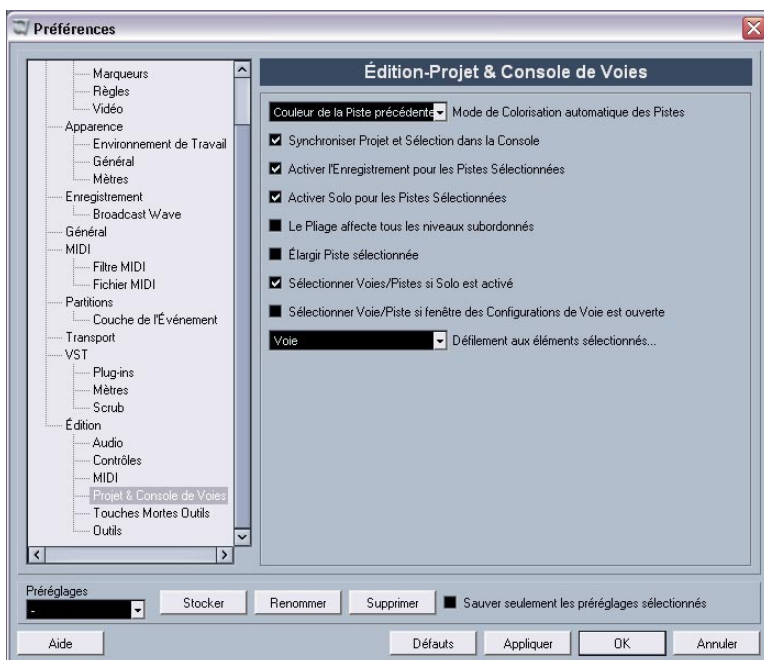 Préférences
Marqueurs
Règles
Vidéo
Apparence
Environnement de Travail
Général
Mètres
Enregistrement
Broadcast Wave
Général
MIDI
Filtre MIDI
Fichier MIDI
Partitions
Couche de l'Événement
Transport
VST
Plug-ins
Mètres
Scrub
Édition
Audio
Contrôles
MIDI
Projet & Console de Voies
Touches Mortes Outils
Outils
Édition-Projet & Console de Voies
Couleur de la Piste précédente Mode de Colorisation automatique des Pistes
Synchroniser Projet et Sélection dans la Console
Activer l'Enregistrement pour les Pistes Sélectionnées
Activer Solo pour les Pistes Sélectionnées
Le Pliage affecte tous les niveaux subordonnés
Élargir Piste sélectionnée
Sélectionner Voies/Pistes si Solo est activé
Sélectionner Voie/Piste si fenêtre des Configurations de Voie est ouverte
Voie Défilement aux éléments sélectionnés...
Préréglages
- Stocker Renommer Supprimer Sauver seulement les préréglages sélectionnés
Aide Défauts Appliquer OK Annuler